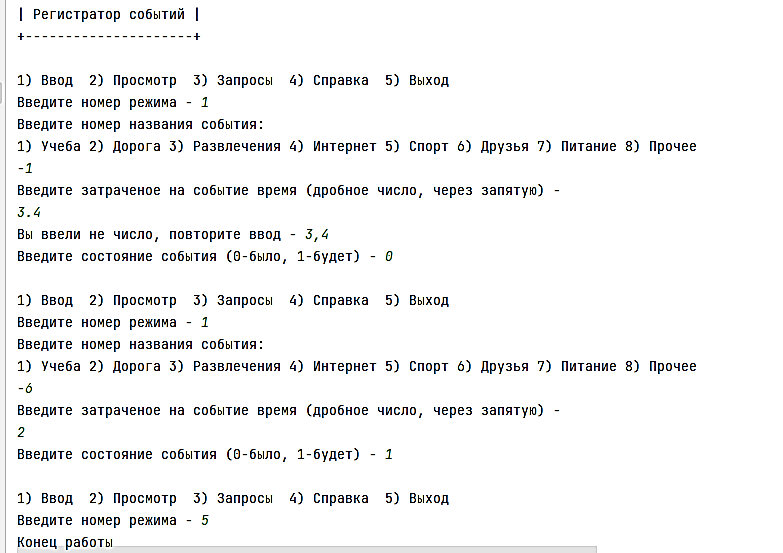 | Регистратор событий |
+---------------------+
1) Ввод  2) Просмотр  3) Запросы  4) Справка  5) Выход
Введите номер режима - 1
Введите номер названия события:
1) Учеба 2) Дорога 3) Развлечения 4) Интернет 5) Спорт 6) Друзья 7) Питание 8) Прочее
-1
Введите затраченое на событие время (дробное число, через запятую) -
3.4
Вы ввели не число, повторите ввод - 3,4
Введите состояние события (0-было, 1-будет) - 0
1) Ввод  2) Просмотр  3) Запросы  4) Справка  5) Выход
Введите номер режима - 1
Введите номер названия события:
1) Учеба 2) Дорога 3) Развлечения 4) Интернет 5) Спорт 6) Друзья 7) Питание 8) Прочее
-6
Введите затраченое на событие время (дробное число, через запятую) -
2
Введите состояние события (0-было, 1-будет) - 1
1) Ввод  2) Просмотр  3) Запросы  4) Справка  5) Выход
Введите номер режима - 5
Конец работы